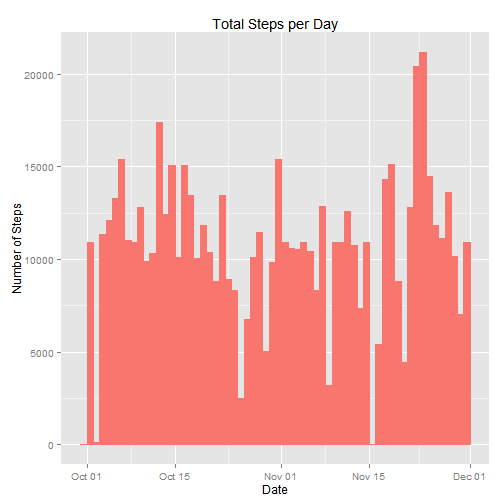 Total Steps per Day
20000
15000
10000
5000
0
Number of Steps
Oct 01 Oct 15 Nov 01 Nov 15 Dec 01
Date